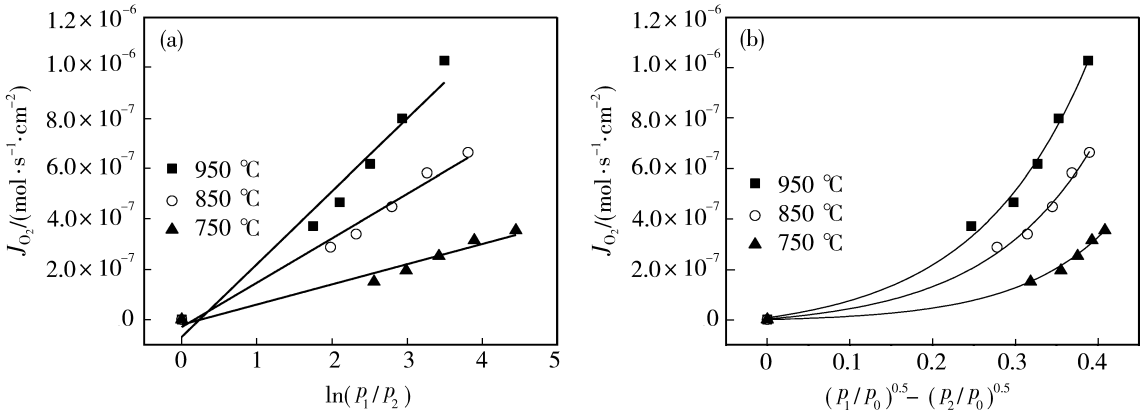 (a)
1.2 × 10⁻⁶
1.0 × 10⁻⁶
8.0 × 10⁻⁷
6.0 × 10⁻⁷
4.0 × 10⁻⁷
2.0 × 10⁻⁷
0
J_O₂/(mol·s⁻¹·cm⁻²)
950 ℃
850 ℃
750 ℃
0 1 2 3 4 5
ln(p₁/p₂)
(b)
1.2 × 10⁻⁶
1.0 × 10⁻⁶
8.0 × 10⁻⁷
6.0 × 10⁻⁷
4.0 × 10⁻⁷
2.0 × 10⁻⁷
0
J_O₂/(mol·s⁻¹·cm⁻²)
950 ℃
850 ℃
750 ℃
0 0.1 0.2 0.3 0.4
(p₁/p₀)^0.5 − (p₂/p₀)^0.5